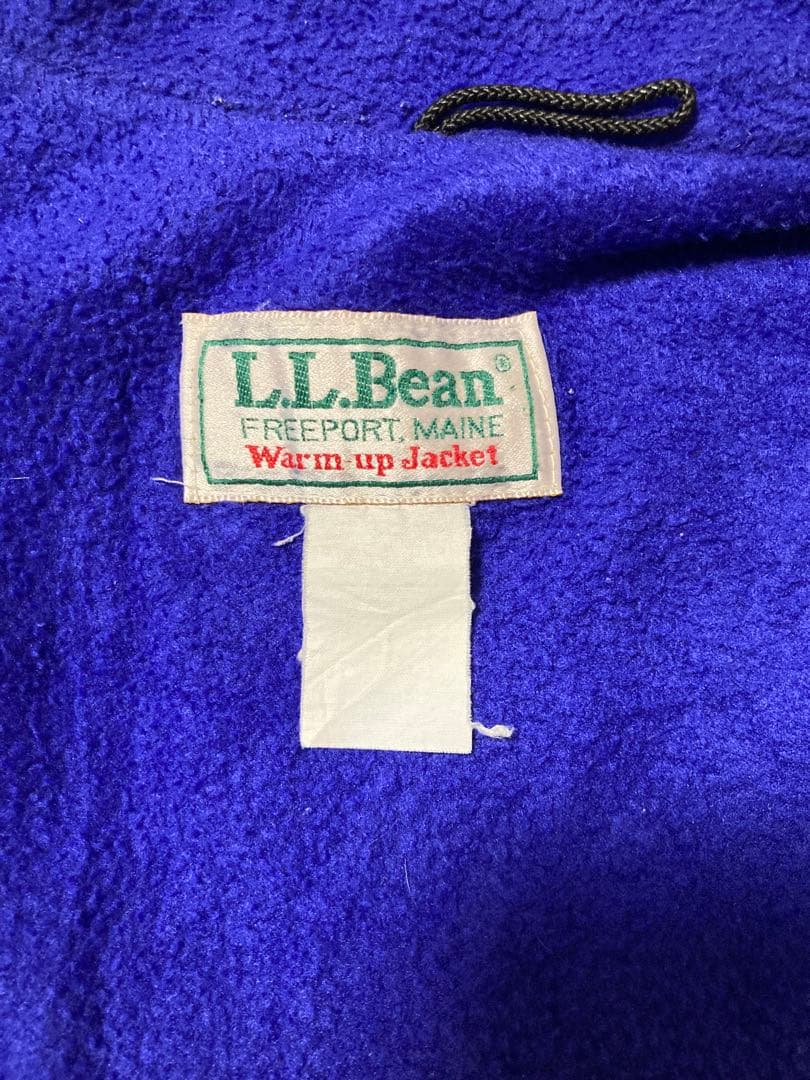 L.L.Bean®
FREEPORT, MAINE
Warm-up Jacket